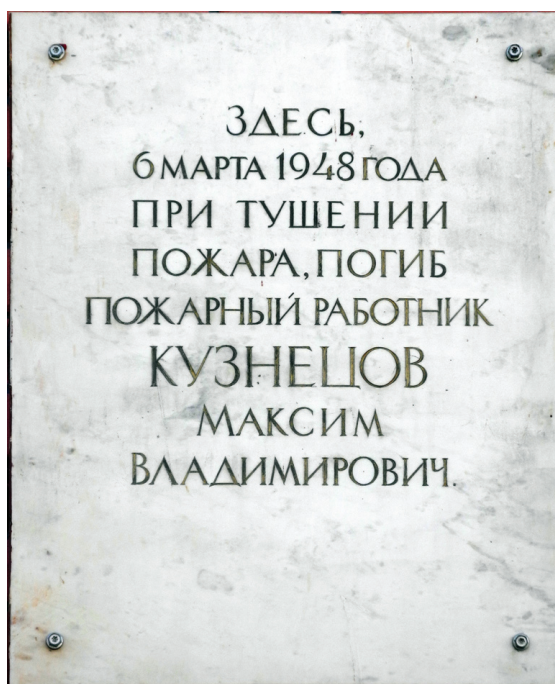 ЗДЕСЬ,
6 МАРТА 1948 ГОДА
ПРИ ТУШЕНИИ
ПОЖАРА, ПОГИБ
ПОЖАРНЫЙ РАБОТНИК
КУЗНЕЦОВ
МАКСИМ
ВЛАДИМИРОВИЧ.